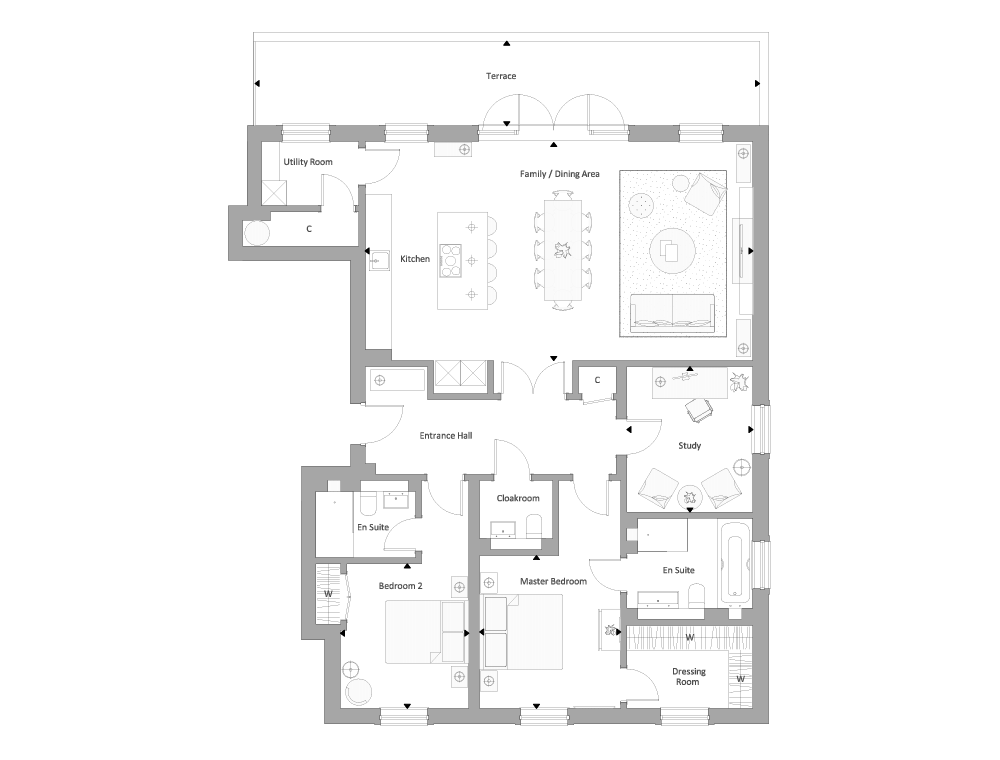 Terrace
Utility Room
Family / Dining Area
C
Kitchen
C
Entrance Hall
Study
Cloakroom
En Suite
En Suite
Bedroom 2
Master Bedroom
W
W
Dressing
Room
W